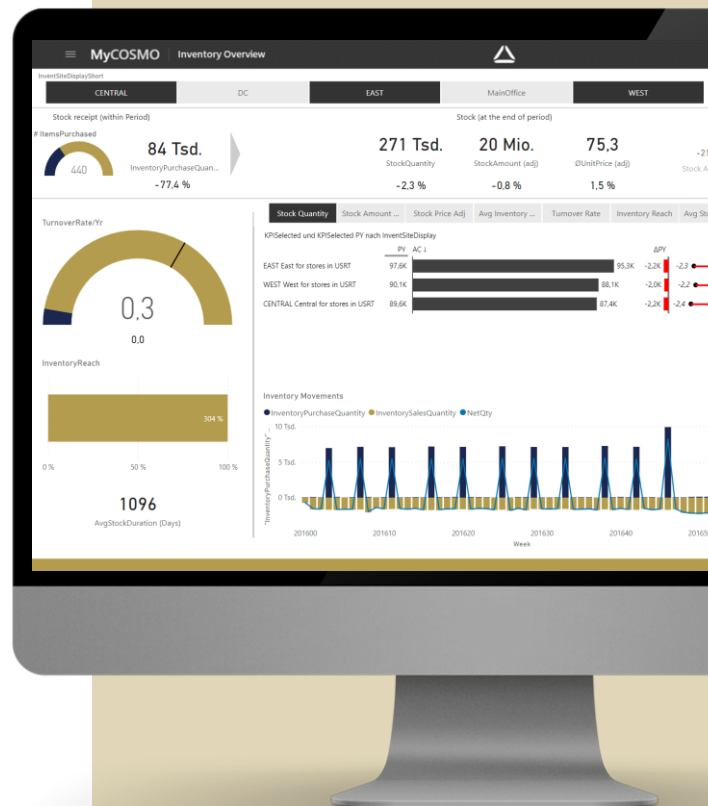 MyCOSMO Inventory Overview
InventSiteDisplayShort
CENTRAL DC EAST MainOffice WEST
Stock receipt (within Period) Stock (at the end of period)
# ItemsPurchased
440
84 Tsd. 271 Tsd. 20 Mio. 75,3
InventoryPurchaseQuan... StockQuantity StockAmount (adj) ØUnitPrice (adj)
-77,4 % -2,3 % -0,8 % 1,5 %
-21
Stock A
Stock Quantity Stock Amount ... Stock Price Adj Avg Inventory ... Turnover Rate Inventory Reach Avg Sto
TurnoverRate/Yr
0,3
0,0
KPISelected und KPISelected PY nach InventSiteDisplay
PY AC ↓ ΔPY
EAST East for stores in USRT 97,6K 95,3K -2,2K -2,3
WEST West for stores in USRT 90,1K 88,1K -2,0K -2,2
CENTRAL Central for stores in USRT 89,6K 87,4K -2,2K -2,4
InventoryReach
304 %
0 % 50 % 100 %
1096
AvgStockDuration (Days)
Inventory Movements
InventoryPurchaseQuantity InventorySalesQuantity NetQty
"InventoryPurchaseQuantity" ...
10 Tsd.
5 Tsd.
0 Tsd.
201600 201610 201620 201630 201640 20165
Week